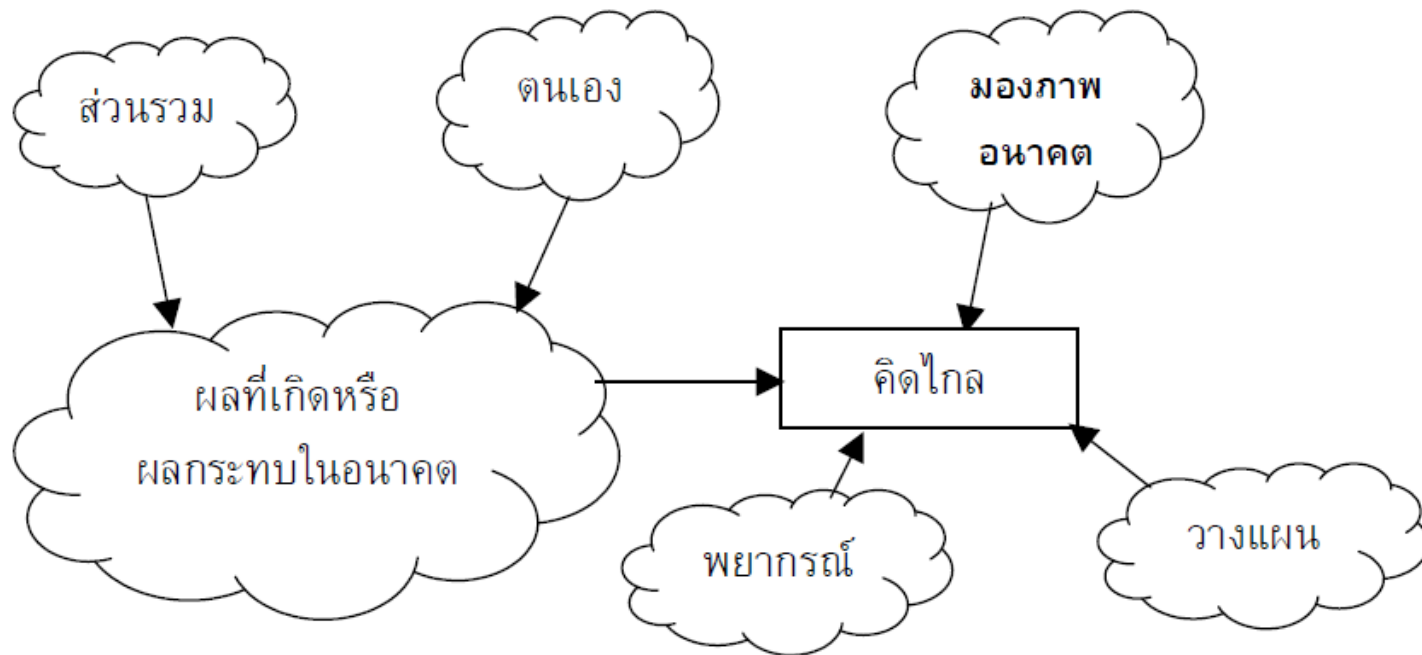 ส่วนรวม
ตนเอง
มองภาพ
อนาคต
ผลที่เกิดหรือ
ผลกระทบในอนาคต
คิดไกล
พยากรณ์
วางแผน